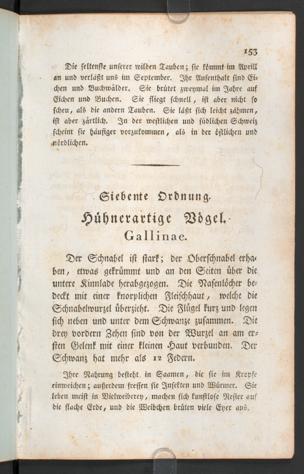 153
Die seltenste unserer wilden Tauben; sie kömmt im Aprill
an und verläßt uns im September. Ihr Aufenthalt sind Ei-
chen und Buchwälder. Sie brütet zweymal im Jahre auf
Eichen und Buchen. Sie fliegt schnell, ist aber nicht so
scheu, als die andern Tauben. Sie läßt sich leicht zähmen,
ist aber zärtlich. In der westlichen und südlichen Schweiz
scheint sie häufiger vorzukommen, als in der östlichen und
nördlichen.
Siebente Ordnung.
Hühnerartige Vögel.
Gallinae.
Der Schnabel ist stark; der Oberschnabel erha-
ben, etwas gekrümmt und an den Seiten über die
untere Kinnlade herabgezogen. Die Nasenlöcher be-
deckt mit einer knorplichen Fleischhaut, welche die
Schnabelwurzel überzieht. Die Flügel kurz und legen
sich neben und unter dem Schwanze zusammen. Die
drey vordern Zehen sind von der Wurzel an am er-
sten Gelenk mit einer kleinen Haut verbunden. Der
Schwanz hat mehr als 12 Federn.
Ihre Nahrung besteht in Saamen, die sie im Kropfe
einweichen; ausserdem fressen sie Insekten und Würmer. Sie
leben meist in Vielweiberey, machen sich kunstlose Nester auf
die flache Erde, und die Weibchen brüten viele Eyer aus.